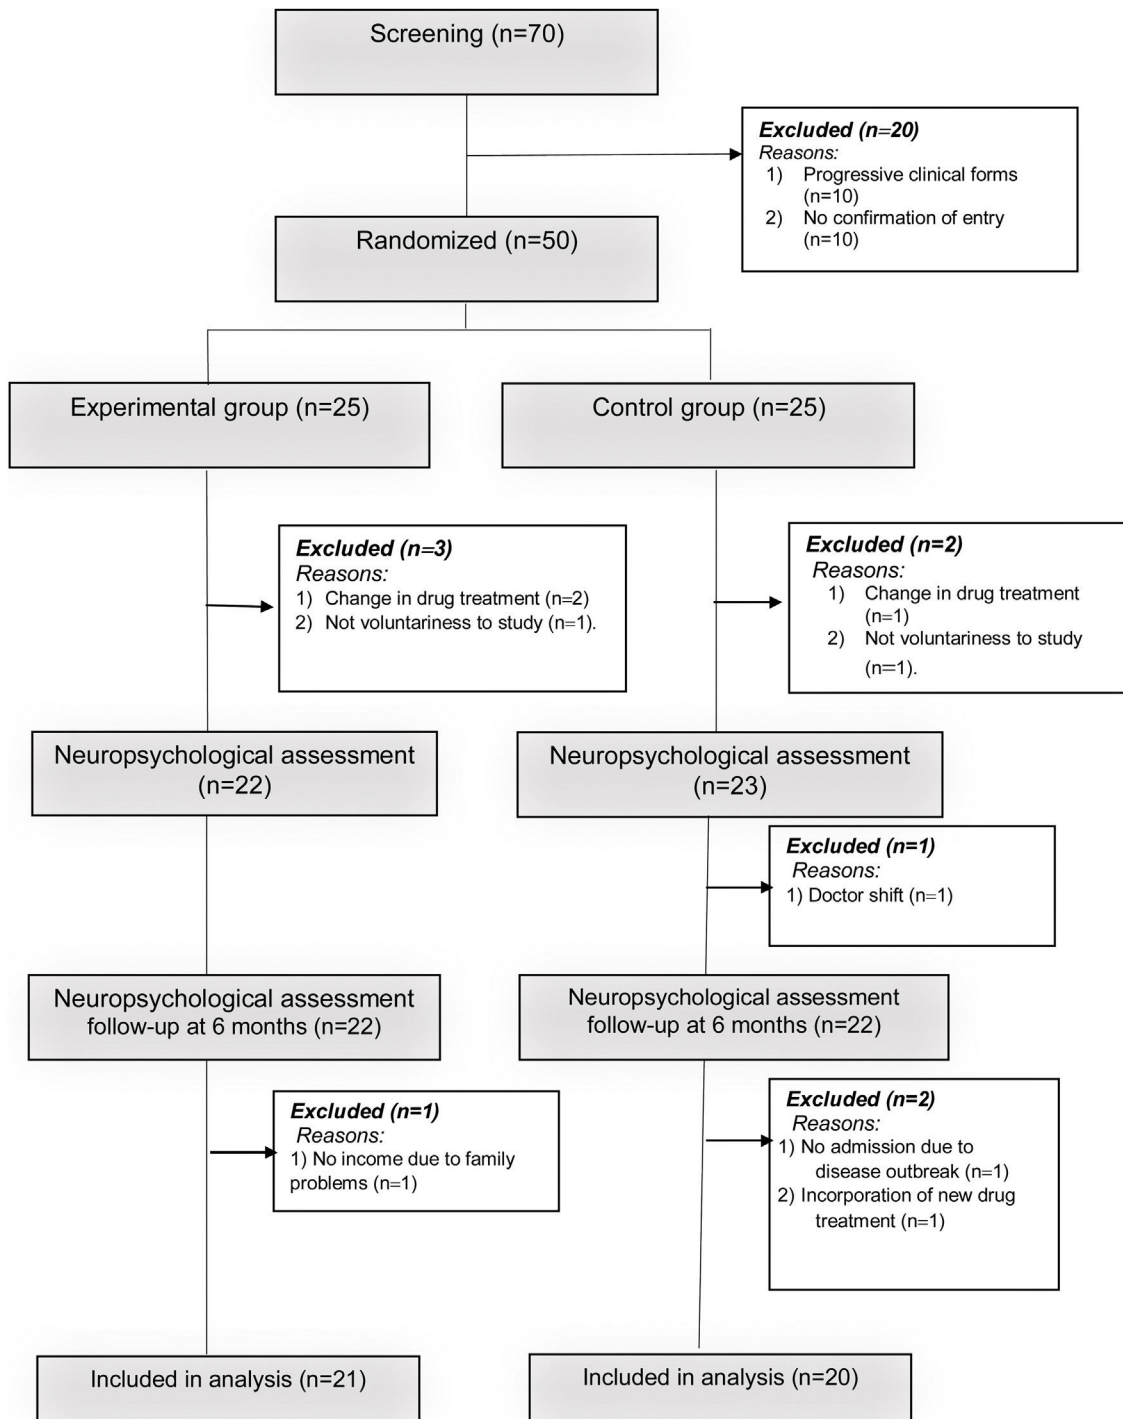 Screening (n=70)
Excluded (n=20)
Reasons:
1) Progressive clinical forms
(n=10)
2) No confirmation of entry
(n=10)
Randomized (n=50)
Experimental group (n=25)
Control group (n=25)
Excluded (n=3)
Reasons:
1) Change in drug treatment (n=2)
2) Not voluntariness to study (n=1).
Excluded (n=2)
Reasons:
1) Change in drug treatment
(n=1)
2) Not voluntariness to study
(n=1).
Neuropsychological assessment
(n=22)
Neuropsychological assessment
(n=23)
Excluded (n=1)
Reasons:
1) Doctor shift (n=1)
Neuropsychological assessment
follow-up at 6 months (n=22)
Neuropsychological assessment
follow-up at 6 months (n=22)
Excluded (n=1)
Reasons:
1) No income due to family
problems (n=1)
Excluded (n=2)
Reasons:
1) No admission due to
disease outbreak (n=1)
2) Incorporation of new drug
treatment (n=1)
Included in analysis (n=21)
Included in analysis (n=20)